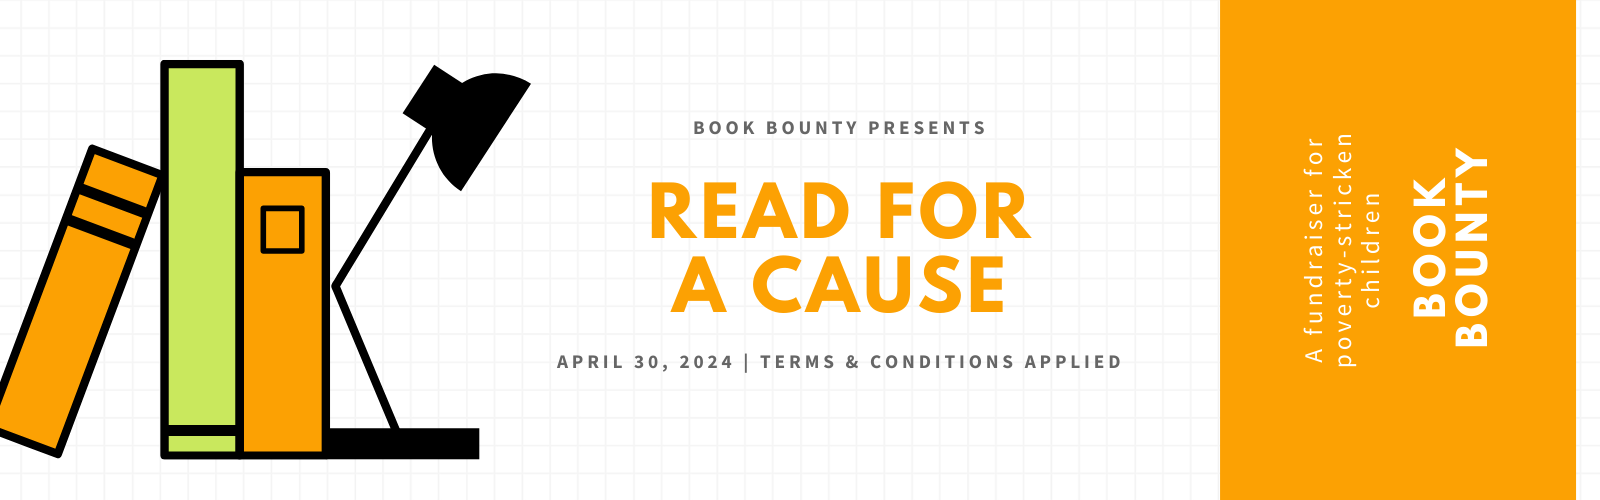 BOOK BOUNTY PRESENTS
READ FOR
A CAUSE
APRIL 30, 2024 | TERMS & CONDITIONS APPLIED
A fundraiser for
poverty-stricken
children
BOOK
BOUNTY